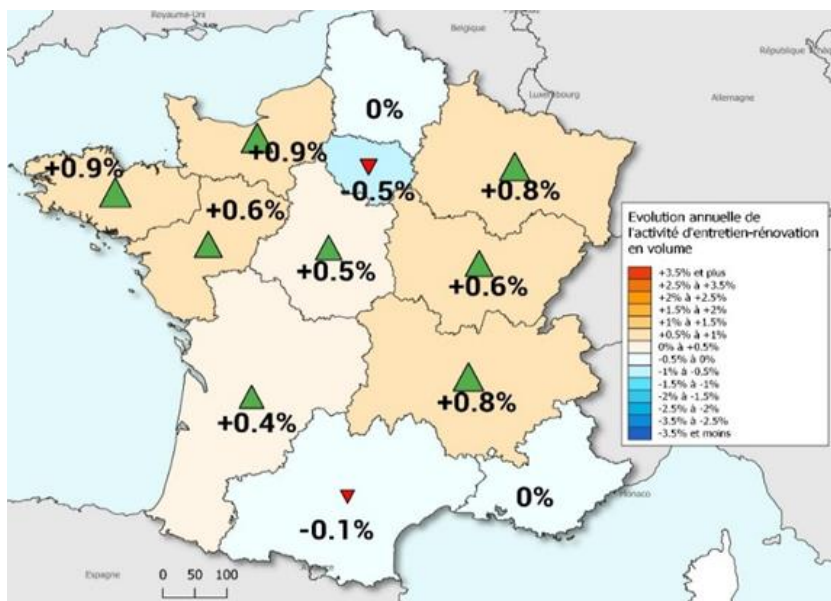 Royaume-Uni
Belgique
Luxembourg
Allemagne
0%
+0.9%
+0.9%
-0.5%
+0.8%
+0.6%
+0.5%
+0.6%
+0.4%
+0.8%
-0.1%
0%
Monaco
Espagne
0 50 100
Evolution annuelle de
l'activité d'entretien-rénovation
en volume
+3.5% et plus
+2.5% à +3.5%
+2% à +2.5%
+1.5% à +2%
+1% à +1.5%
+0.5% à +1%
0% à +0.5%
-0.5% à 0%
-1% à -0.5%
-1.5% à -1%
-2% à -1.5%
-2.5% à -2%
-3.5% à -2.5%
-3.5% et moins